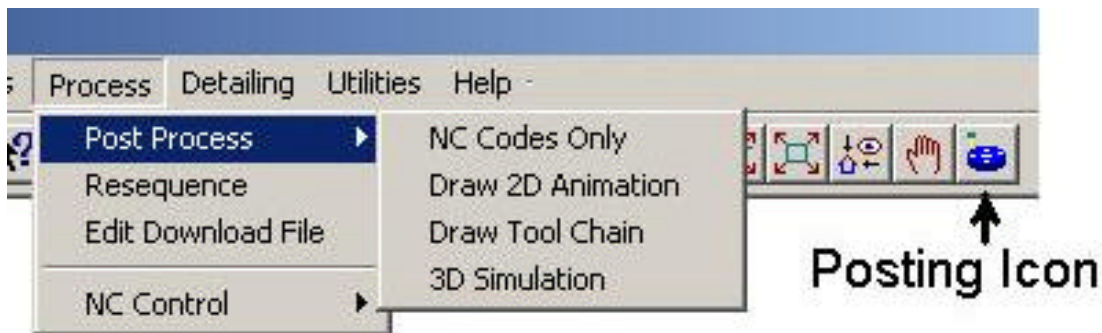 Process Detailing Utilities Help
Post Process
Resequence
Edit Download File
NC Control
NC Codes Only
Draw 2D Animation
Draw Tool Chain
3D Simulation
Posting Icon